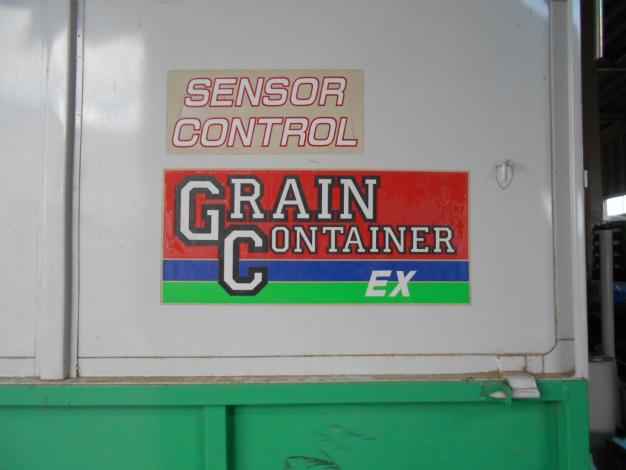 SENSOR
CONTROL
GRAIN
CONTAINER
EX